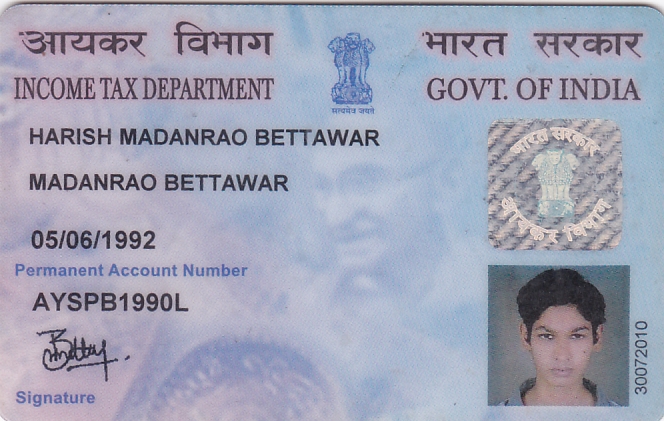 आयकर विभाग
INCOME TAX DEPARTMENT
सत्यमेव जयते
भारत सरकार
GOVT. OF INDIA
HARISH MADANRAO BETTAWAR
MADANRAO BETTAWAR
05/06/1992
Permanent Account Number
AYSPB1990L
Signature
भारत सरकार
आयकर विभाग
30072010